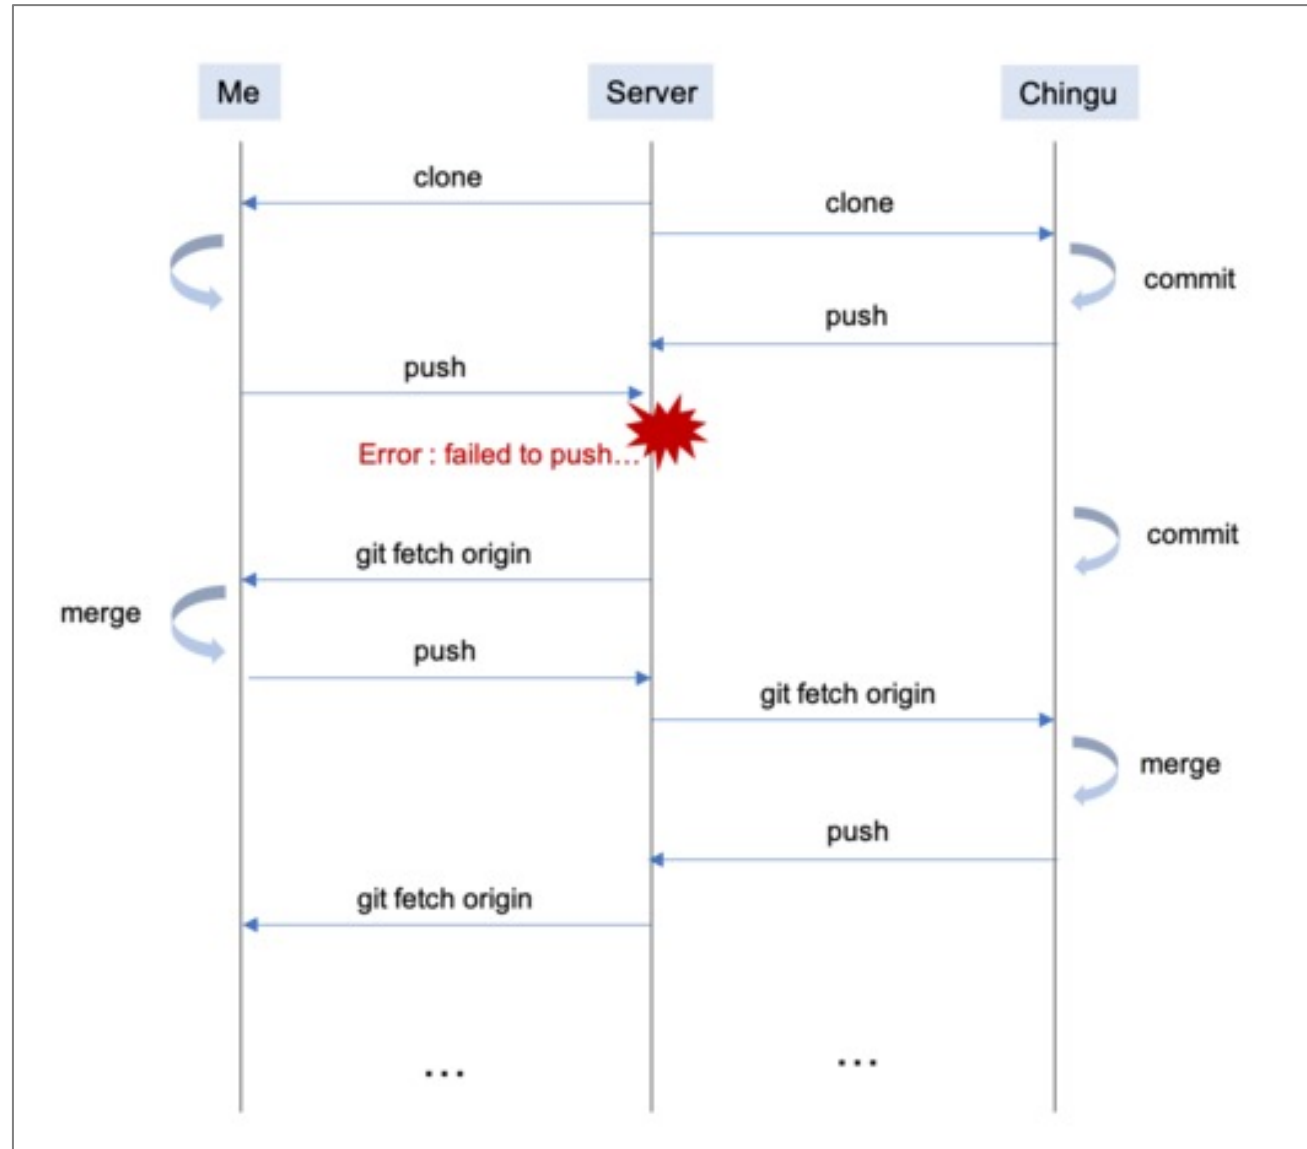 Me
Server
Chingu
clone
clone
commit
push
push
Error : failed to push...
commit
git fetch origin
merge
push
git fetch origin
merge
push
git fetch origin
...
...